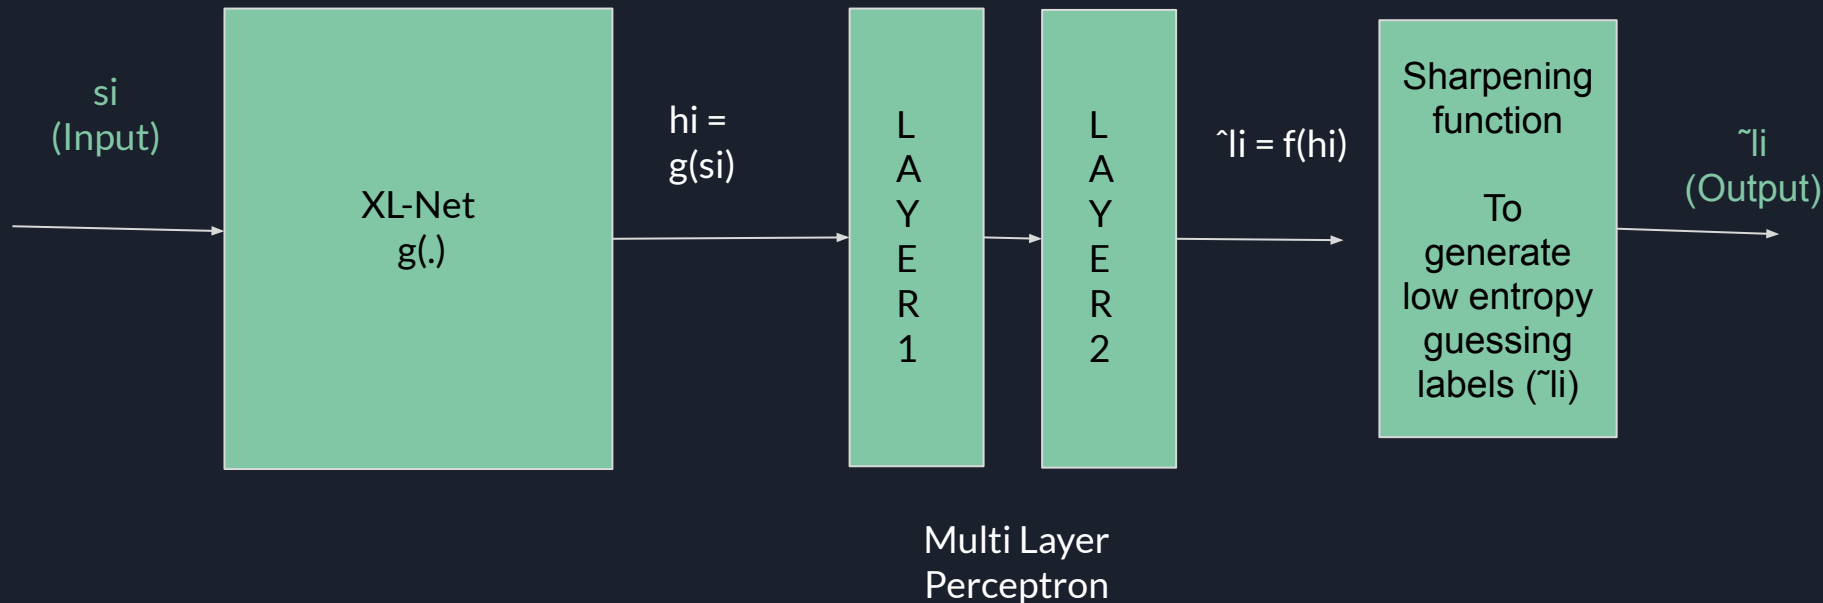 si
(Input)
XL-Net
g(.)
hi =
g(si)
L
A
Y
E
R
1
L
A
Y
E
R
2
Multi Layer
Perceptron
ˆli = f(hi)
Sharpening
function
To
generate
low entropy
guessing
labels (˜li)
˜li
(Output)